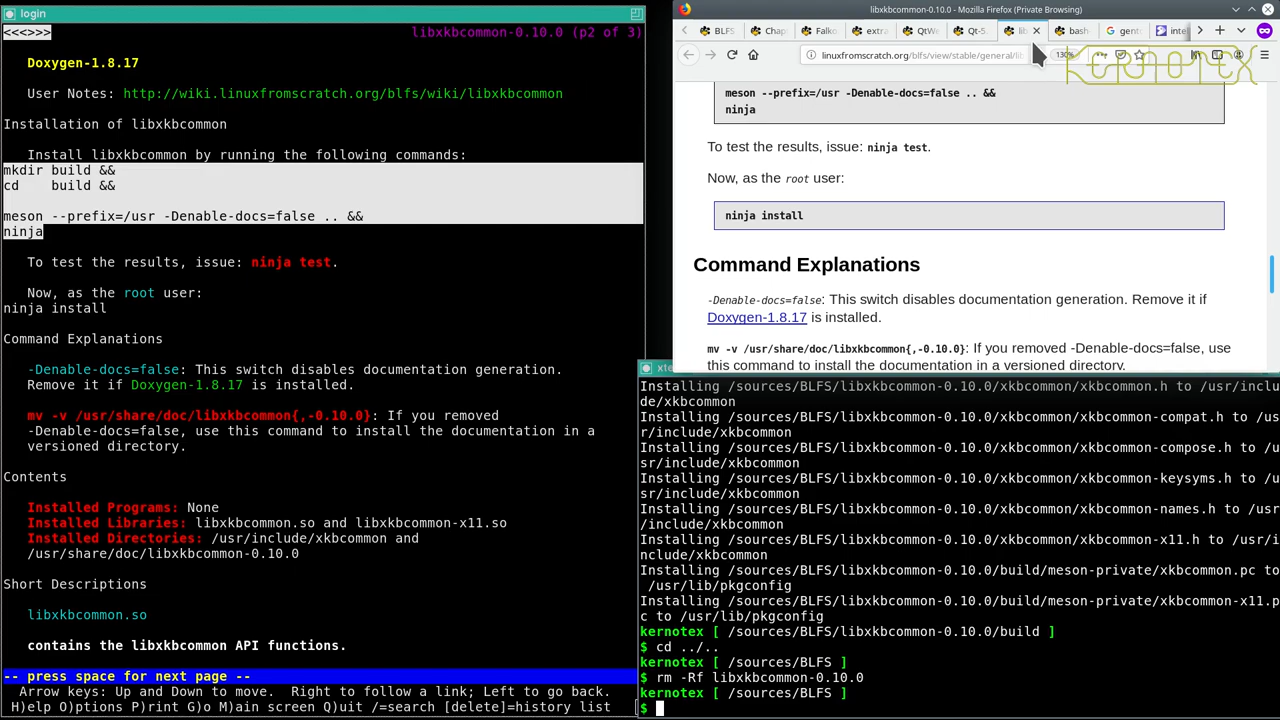 login
<<<>>>
libxkbcommon-0.10.0 (p2 of 3)
Doxygen-1.8.17
User Notes: http://wiki.linuxfromscratch.org/blfs/wiki/libxkbcommon
Installation of libxkbcommon
Install libxkbcommon by running the following commands:
mkdir build &&
cd    build &&
meson --prefix=/usr -Denable-docs=false .. &&
ninja
To test the results, issue: ninja test.
Now, as the root user:
ninja install
Command Explanations
-Denable-docs=false: This switch disables documentation generation.
Remove it if Doxygen-1.8.17 is installed.
mv -v /usr/share/doc/libxkbcommon{,-0.10.0}: If you removed
-Denable-docs=false, use this command to install the documentation in a
versioned directory.
Contents
Installed Programs: None
Installed Libraries: libxkbcommon.so and libxkbcommon-x11.so
Installed Directories: /usr/include/xkbcommon and
/usr/share/doc/libxkbcommon-0.10.0
Short Descriptions
libxkbcommon.so
contains the libxkbcommon API functions.
-- press space for next page --
Arrow keys: Up and Down to move.  Right to follow a link; Left to go back.
H)elp O)ptions P)rint G)o M)ain screen Q)uit /=search [delete]=history list
libxkbcommon-0.10.0 - Mozilla Firefox (Private Browsing)
BLFS Chap Falko extra QtWe Qt-5. lib bash gent intel
linuxfromscratch.org/blfs/view/stable/general/lib 130%
KERNOTEX
meson --prefix=/usr -Denable-docs=false .. &&
ninja
To test the results, issue: ninja test.
Now, as the root user:
ninja install
Command Explanations
-Denable-docs=false: This switch disables documentation generation. Remove it if
Doxygen-1.8.17 is installed.
mv -v /usr/share/doc/libxkbcommon{,-0.10.0}: If you removed -Denable-docs=false, use
this command to install the documentation in a versioned directory.
Installing /sources/BLFS/libxkbcommon-0.10.0/xkbcommon/xkbcommon.h to /usr/inclu
de/xkbcommon
Installing /sources/BLFS/libxkbcommon-0.10.0/xkbcommon/xkbcommon-compat.h to /us
r/include/xkbcommon
Installing /sources/BLFS/libxkbcommon-0.10.0/xkbcommon/xkbcommon-compose.h to /u
sr/include/xkbcommon
Installing /sources/BLFS/libxkbcommon-0.10.0/xkbcommon/xkbcommon-keysyms.h to /u
sr/include/xkbcommon
Installing /sources/BLFS/libxkbcommon-0.10.0/xkbcommon/xkbcommon-names.h to /usr
/include/xkbcommon
Installing /sources/BLFS/libxkbcommon-0.10.0/xkbcommon/xkbcommon-x11.h to /usr/i
nclude/xkbcommon
Installing /sources/BLFS/libxkbcommon-0.10.0/build/meson-private/xkbcommon.pc to
/usr/lib/pkgconfig
Installing /sources/BLFS/libxkbcommon-0.10.0/build/meson-private/xkbcommon-x11.p
c to /usr/lib/pkgconfig
kernotex [ /sources/BLFS/libxkbcommon-0.10.0/build ]
$ cd ../..
kernotex [ /sources/BLFS ]
$ rm -Rf libxkbcommon-0.10.0
kernotex [ /sources/BLFS ]
$